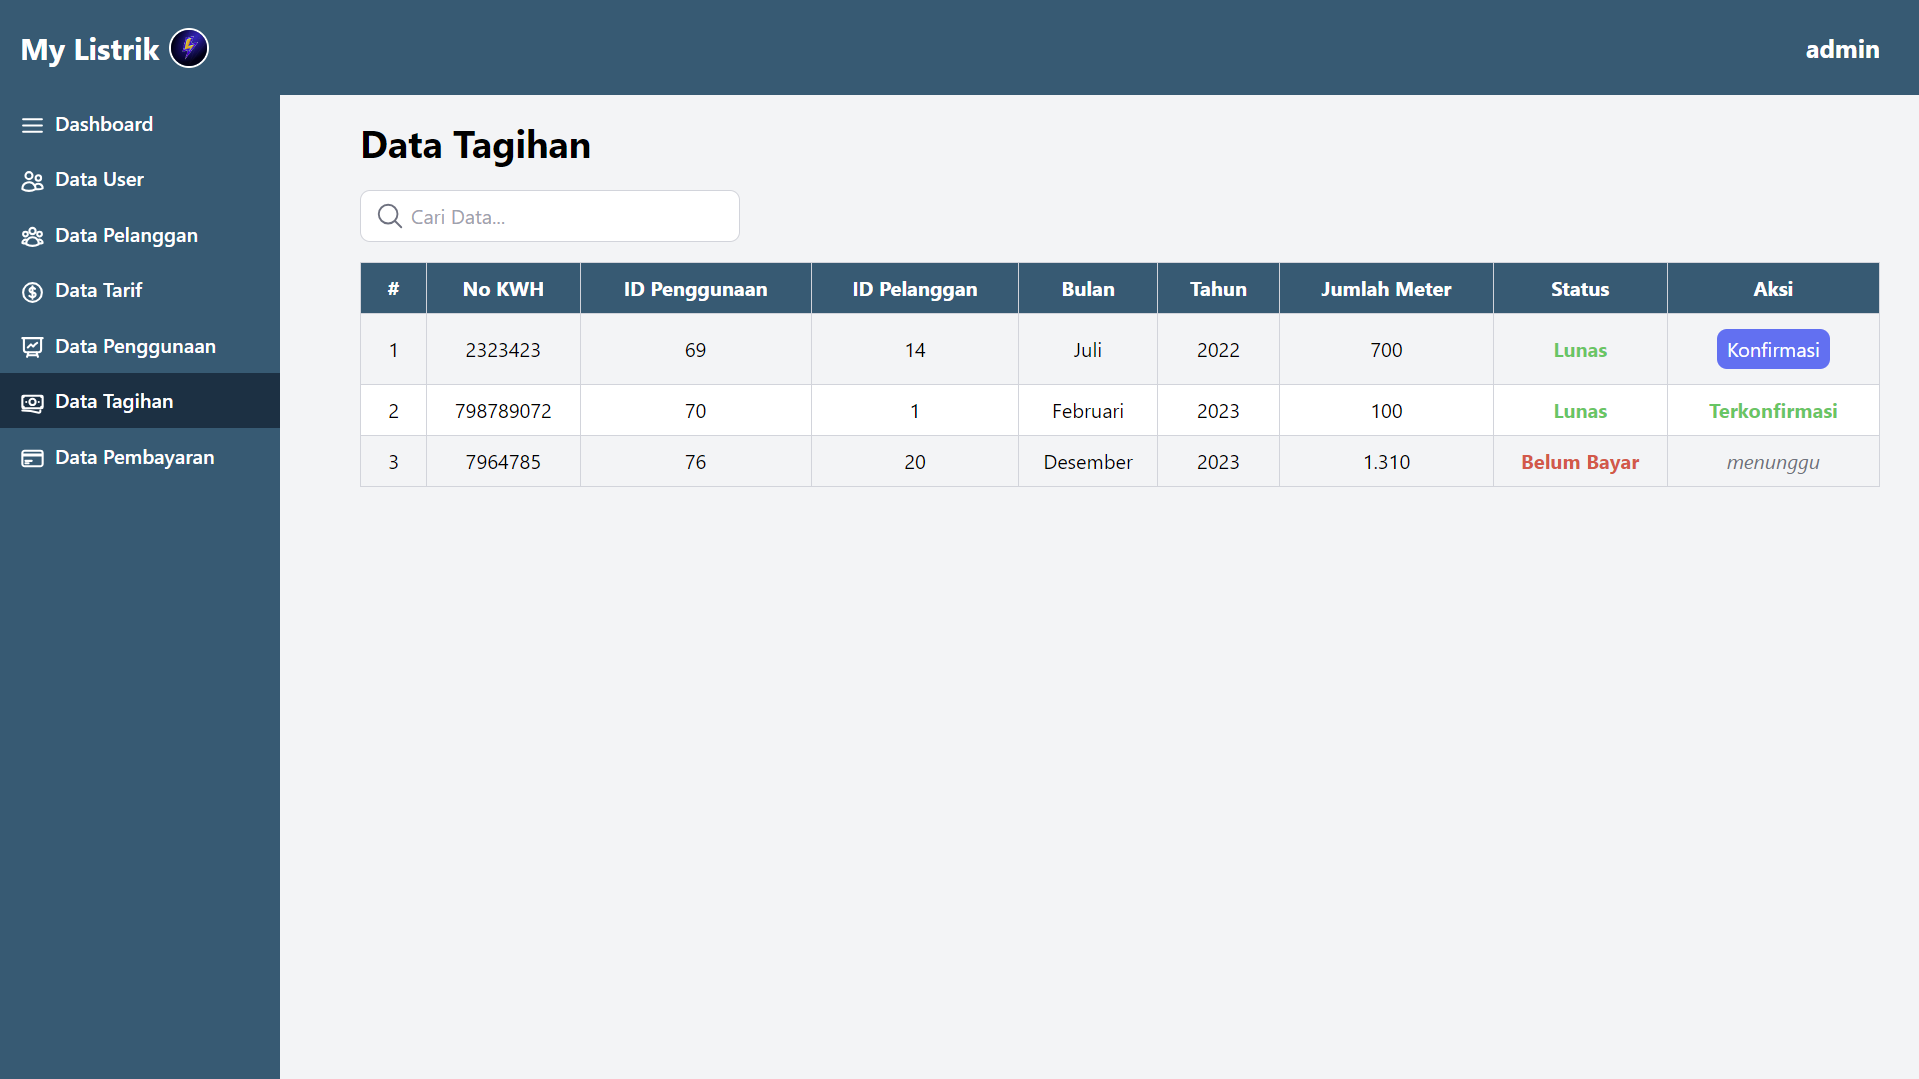 My Listrik
admin
Dashboard
Data User
Data Pelanggan
Data Tarif
Data Penggunaan
Data Tagihan
Data Pembayaran
Data Tagihan
Cari Data...
# No KWH ID Penggunaan ID Pelanggan Bulan Tahun Jumlah Meter Status Aksi
1 2323423 69 14 Juli 2022 700 Lunas Konfirmasi
2 798789072 70 1 Februari 2023 100 Lunas Terkonfirmasi
3 7964785 76 20 Desember 2023 1.310 Belum Bayar menunggu